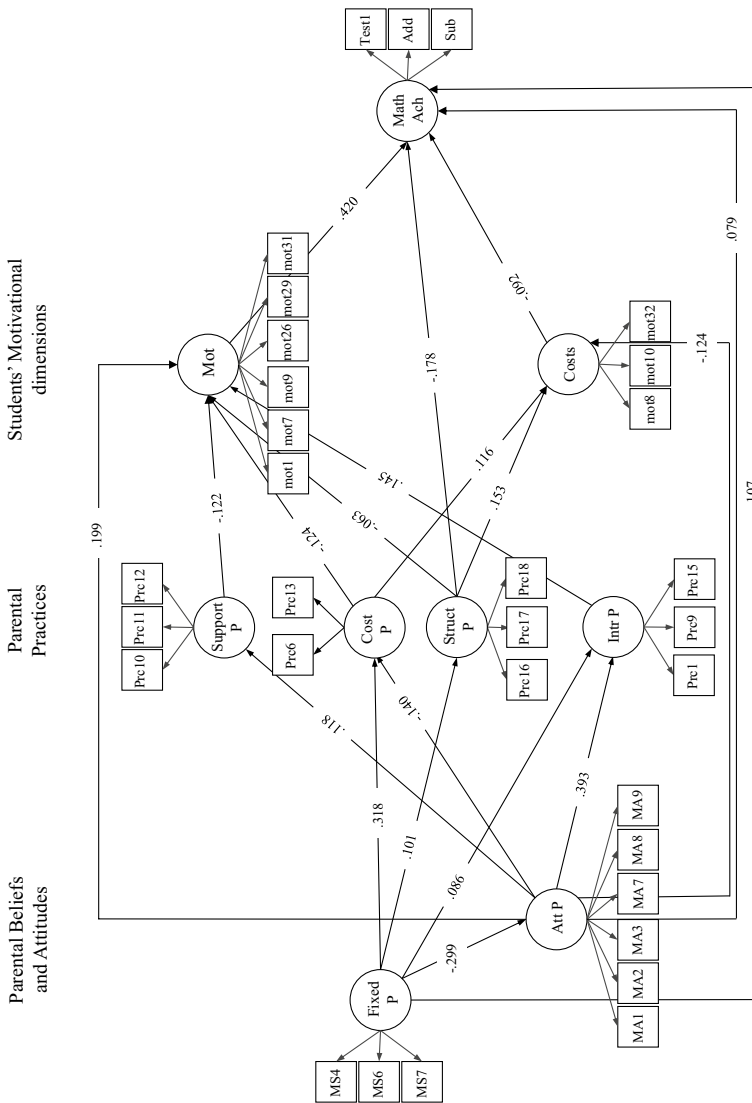 Parental Beliefs
and Attitudes
Parental
Practices
Students’ Motivational
dimensions
.199
Prc10
Prc11
Prc12
Support
P
-.122
Mot
mot1
mot7
mot9
mot26
mot29
mot31
.420
Prc6
Prc13
Cost
P
-.124
.118
.318
MS4
MS6
MS7
Fixed
P
.101
-.140
Struct
P
-.063
.116
-.178
Math
Ach
Test1
Add
Sub
Prc16
Prc17
Prc18
.153
.145
-.092
.086
-.299
Att P
.393
Intr P
Costs
MA1
MA2
MA3
MA7
MA8
MA9
Prc1
Prc9
Prc15
mot8
mot10
mot32
-.124
.079